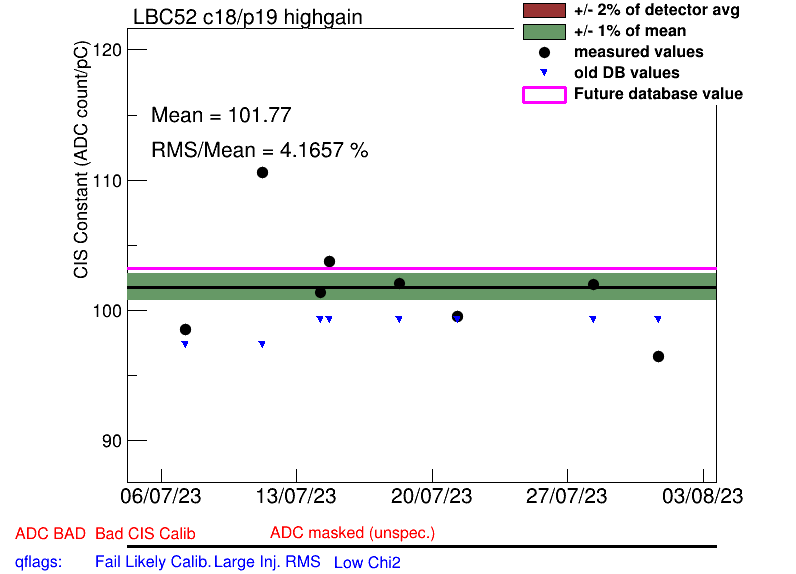 LBC52 c18/p19 highgain
+/- 2% of detector avg
+/- 1% of mean
measured values
old DB values
Future database value
CIS Constant (ADC count/pC)
120
110
100
90
Mean = 101.77
RMS/Mean = 4.1657 %
06/07/23 13/07/23 20/07/23 27/07/23 03/08/23
ADC BAD Bad CIS Calib ADC masked (unspec.)
qflags: Fail Likely Calib. Large Inj. RMS Low Chi2